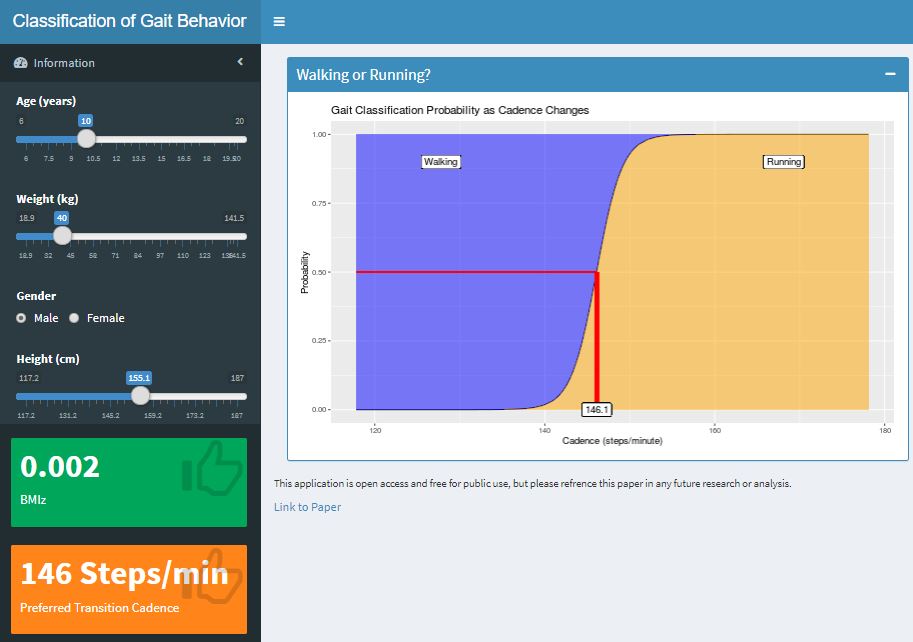 Classification of Gait Behavior
Information
Age (years)
6 10 20
6 7.5 9 10.5 12 13.5 15 16.5 18 19.5 20
Weight (kg)
18.9 40 141.5
18.9 32 45 58 71 84 97 110 123 136 141.5
Gender
Male Female
Height (cm)
117.2 155.1 187
117.2 131.2 145.2 159.2 173.2 187
0.002
BMIz
146 Steps/min
Preferred Transition Cadence
Walking or Running?
Gait Classification Probability as Cadence Changes
1.00
Walking
Running
0.75
Probability
0.50
0.25
0.00
146.1
120 140 160 180
Cadence (steps/minute)
This application is open access and free for public use, but please refrence this paper in any future research or analysis.
Link to Paper